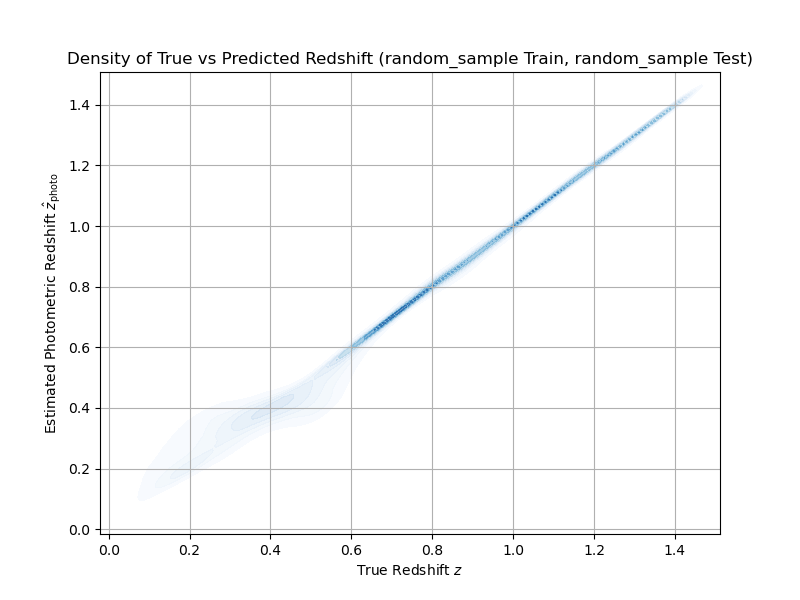 Density of True vs Predicted Redshift (random_sample Train, random_sample Test)
Estimated Photometric Redshift ẑ_photo
1.4
1.2
1.0
0.8
0.6
0.4
0.2
0.0
0.0 0.2 0.4 0.6 0.8 1.0 1.2 1.4
True Redshift z